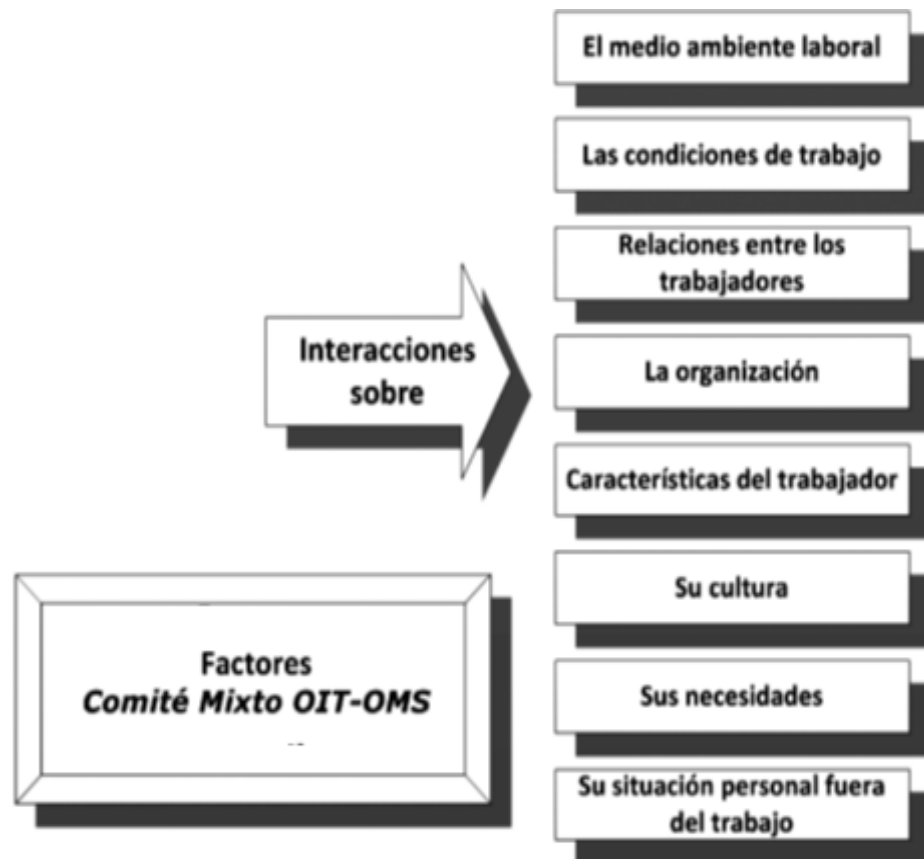 El medio ambiente laboral
Las condiciones de trabajo
Relaciones entre los
trabajadores
Interacciones
sobre
La organización
Características del trabajador
Su cultura
Factores
Comité Mixto OIT-OMS
Sus necesidades
Su situación personal fuera
del trabajo